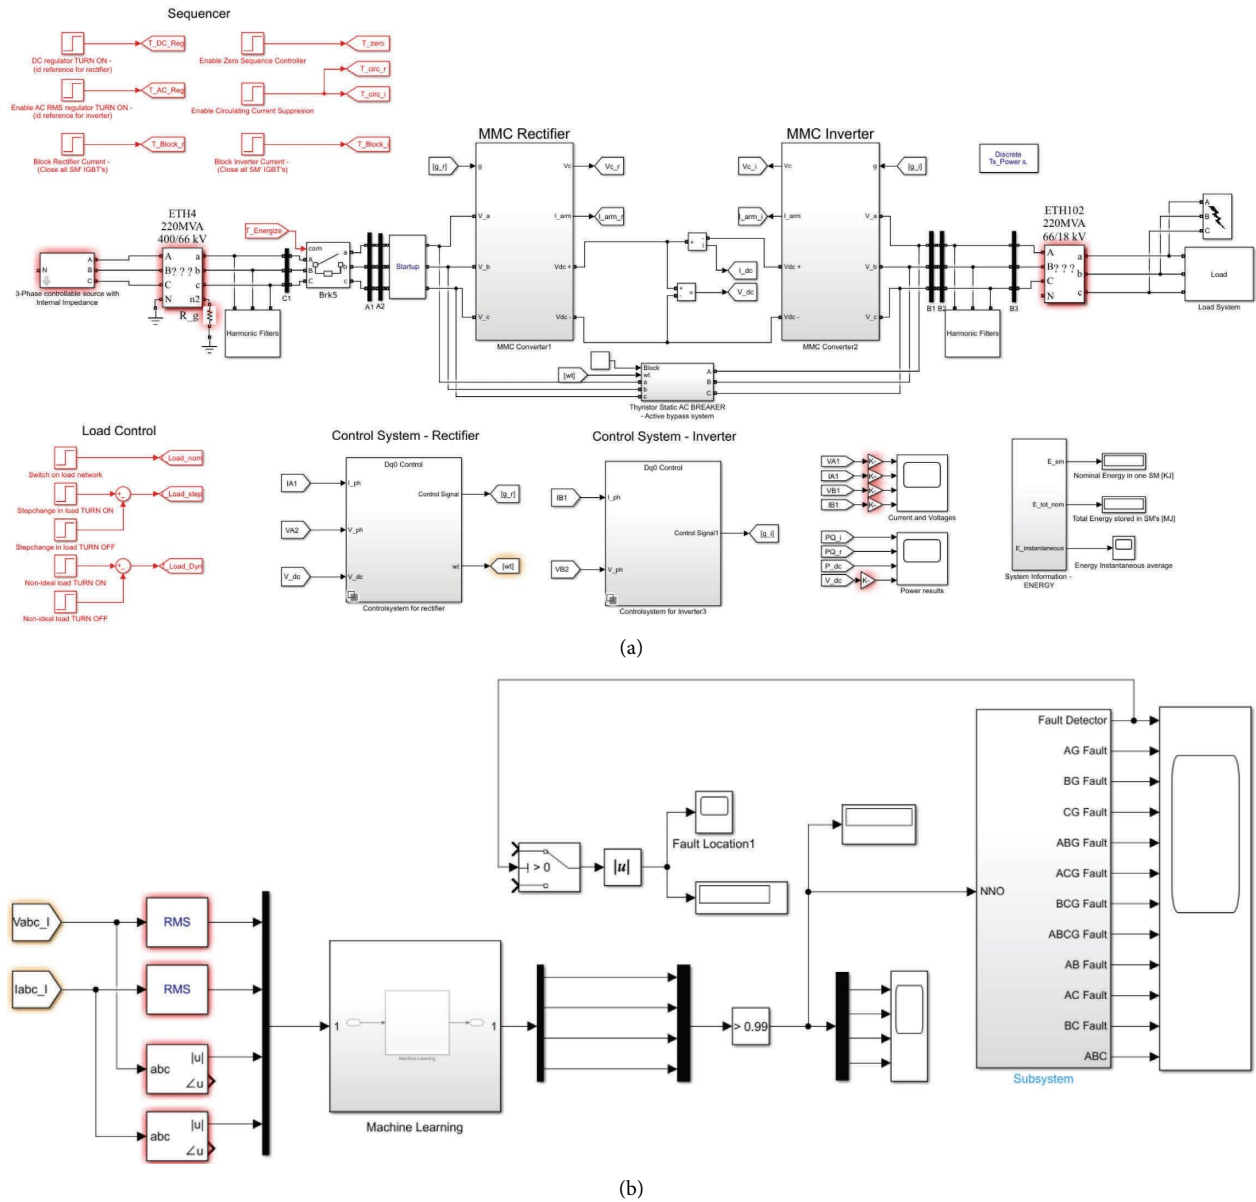 Sequencer
T_DC_Reg
DC regulator TURN ON -
(id reference for rectifier)
T_zero
Enable Zero Sequence Controller
T_circ_r
T_AC_Reg
Enable AC RMS regulator TURN ON -
(id reference for inverter)
T_circ_i
Enable Circulating Current Suppresion
T_Block_r
Block Rectifier Current -
(Close all SM' IGBT's)
T_Block_i
Block Inverter Current -
(Close all SM' IGBT's)
MMC Rectifier
MMC Inverter
[g_r]
g
Vc
Vc_r
I_arm
I_arm_r
V_a
V_b
V_c
Vdc +
Vdc -
MMC Converter1
Vc_i
Vc
g
[g_i]
I_arm_i
I_arm
V_a
V_b
V_c
Vdc +
Vdc -
MMC Converter2
Discrete
Ts_Power s.
ETH4
220MVA
400/66 kV
N
A
B
C
3-Phase controllable source with
Internal Impedance
A a
B? ? ? b
C c
N n2
R_g
Harmonic Filters
C1
T_Energize
com
A a
B b
C c
Brk5
A1 A2
Startup
+ -
i
I_dc
+
- v
V_dc
B1 B2
Harmonic Filters
B3
ETH102
220MVA
66/18 kV
A a
B? ? ? b
C c
N
A
B
C
Load
Load System
[wt]
Block
wt
a A
b B
c C
Thyristor Static AC BREAKER
- Active bypass system
Load Control
Load_nom
Switch on load network
Load_step
Stepchange in load TURN ON
Stepchange in load TURN OFF
Load_Dyn
Non-ideal load TURN ON
Non-ideal load TURN OFF
Control System - Rectifier
Dq0 Control
IA1
I_ph
Control Signal
[g_r]
VA2
V_ph
wt
[wt]
V_dc
V_dc
Controlsystem for rectifier
Control System - Inverter
Dq0 Control
IB1
I_ph
Control Signal1
[g_i]
VB2
V_ph
Controlsystem for Inverter3
VA1 K-
IA1 K-
VB1 K-
IB1 K-
Current and Voltages
PQ_i
PQ_r
P_dc
V_dc K-
Power results
E_sm
Nominal Energy in one SM [KJ]
E_tot_nom
Total Energy stored in SM's [MJ]
E_instantaneous
Energy Instantaneous average
System Information -
ENERGY
(a)
Fault Detector
AG Fault
BG Fault
CG Fault
ABG Fault
ACG Fault
BCG Fault
ABCG Fault
AB Fault
AC Fault
BC Fault
ABC
NNO
Subsystem
> 0
|u|
Fault Location1
Vabc_I
RMS
Iabc_I
RMS
abc |u|
∠u
abc |u|
∠u
1
Machine Learning
1
Machine Learning
> 0.99
(b)